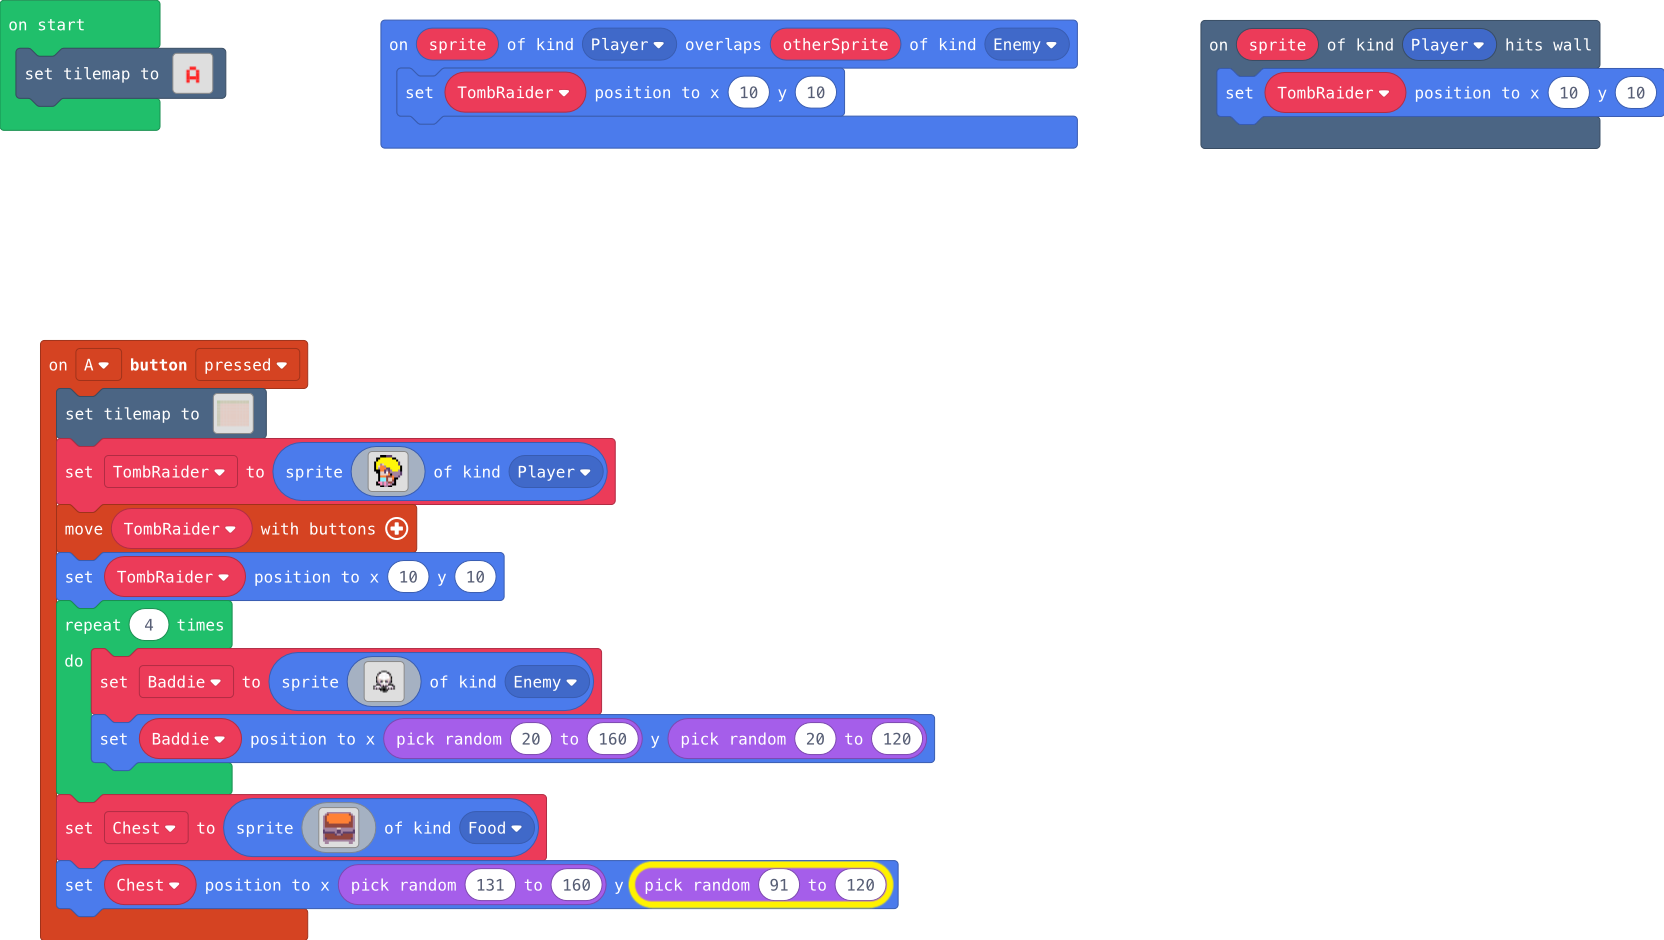 on start
set tilemap to A
on sprite of kind Player overlaps otherSprite of kind Enemy
set TombRaider position to x 10 y 10
on sprite of kind Player hits wall
set TombRaider position to x 10 y 10
on A button pressed
set tilemap to
set TombRaider to sprite of kind Player
move TombRaider with buttons
set TombRaider position to x 10 y 10
repeat 4 times
do
set Baddie to sprite of kind Enemy
set Baddie position to x pick random 20 to 160 y pick random 20 to 120
set Chest to sprite of kind Food
set Chest position to x pick random 131 to 160 y pick random 91 to 120